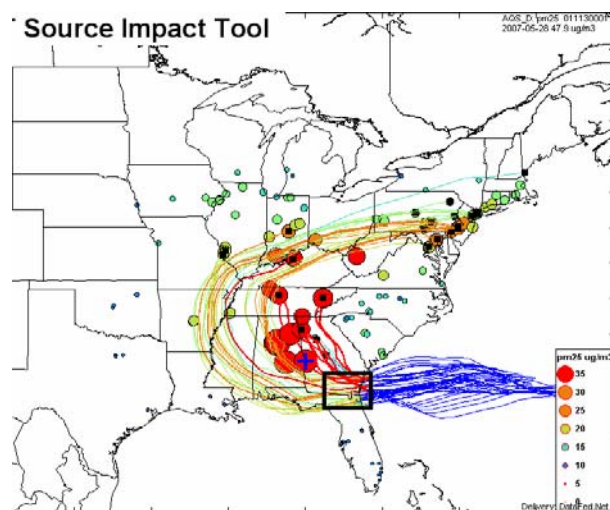 Source Impact Tool
AQS_D: pm25 011130001
2007-05-28 47.9 ug/m3
pm25 ug/m3
35
30
25
20
15
10
5
0
Delivery: DataFed.Net